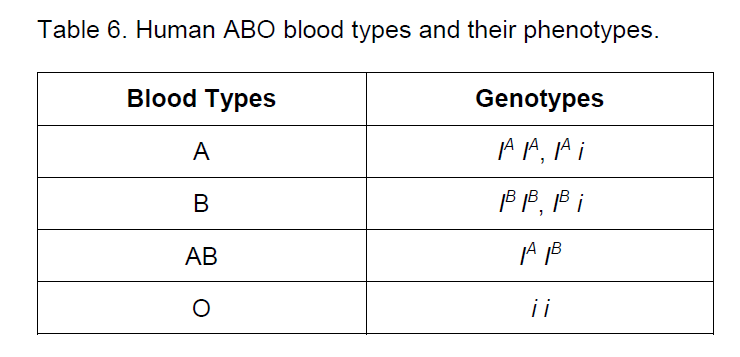 Table 6. Human ABO blood types and their phenotypes.
Blood Types Genotypes
A I^A I^A, I^A i
B I^B I^B, I^B i
AB I^A I^B
O i i